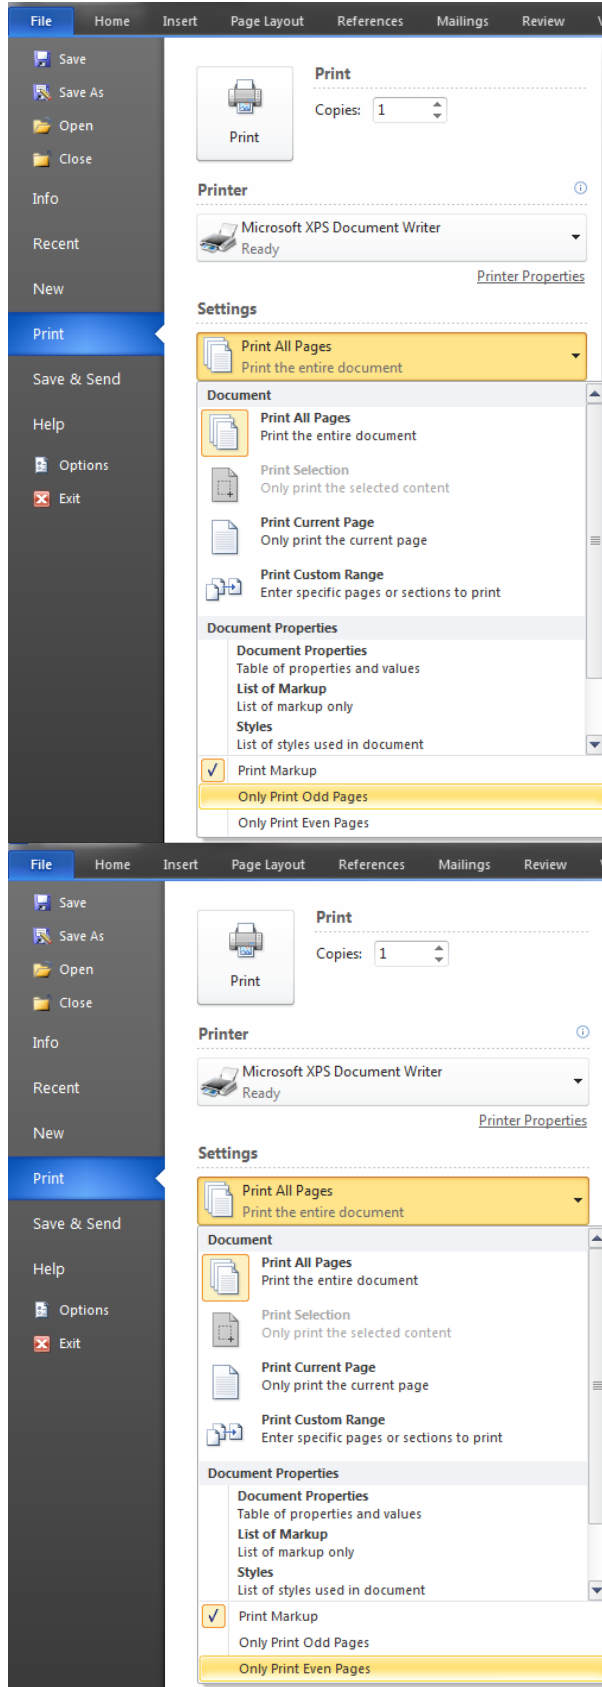 File Home Insert Page Layout References Mailings Review
Save
Save As
Open
Close
Info
Recent
New
Print
Save & Send
Help
Options
Exit
Print
Print
Copies: 1
Printer
Microsoft XPS Document Writer
Ready
Printer Properties
Settings
Print All Pages
Print the entire document
Document
Print All Pages
Print the entire document
Print Selection
Only print the selected content
Print Current Page
Only print the current page
Print Custom Range
Enter specific pages or sections to print
Document Properties
Document Properties
Table of properties and values
List of Markup
List of markup only
Styles
List of styles used in document
Print Markup
Only Print Odd Pages
Only Print Even Pages
File Home Insert Page Layout References Mailings Review
Save
Save As
Open
Close
Info
Recent
New
Print
Save & Send
Help
Options
Exit
Print
Print
Copies: 1
Printer
Microsoft XPS Document Writer
Ready
Printer Properties
Settings
Print All Pages
Print the entire document
Document
Print All Pages
Print the entire document
Print Selection
Only print the selected content
Print Current Page
Only print the current page
Print Custom Range
Enter specific pages or sections to print
Document Properties
Document Properties
Table of properties and values
List of Markup
List of markup only
Styles
List of styles used in document
Print Markup
Only Print Odd Pages
Only Print Even Pages